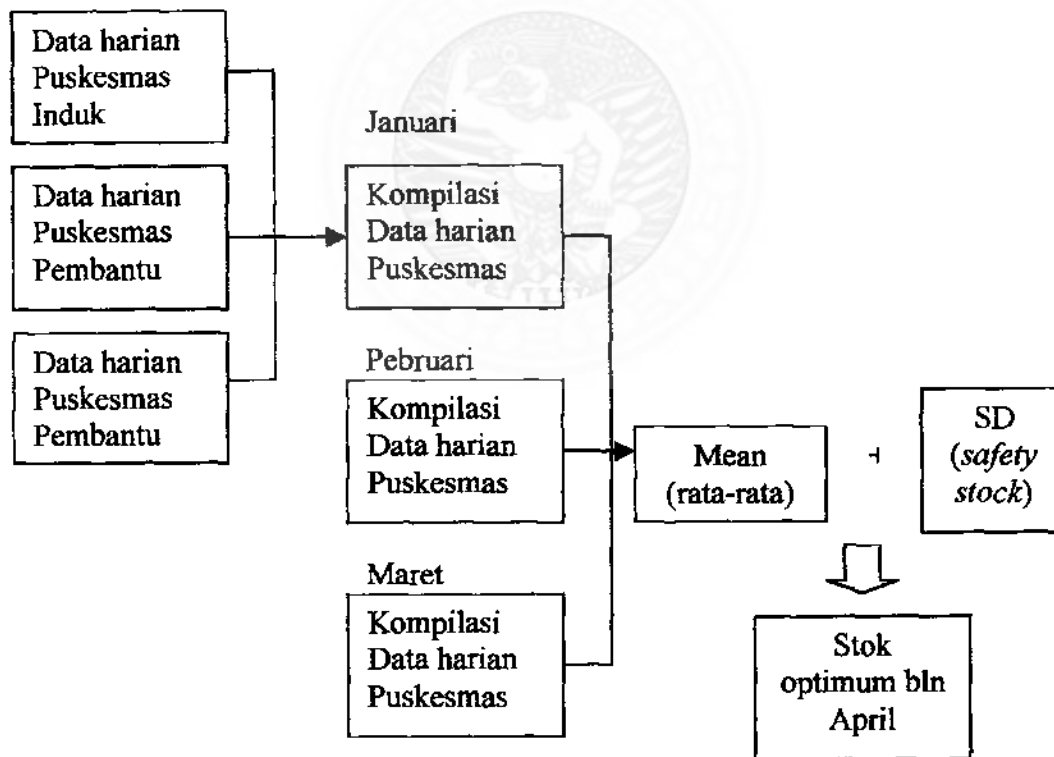 Data harian
Puskesmas
Induk
Data harian
Puskesmas
Pembantu
Data harian
Puskesmas
Pembantu
Januari
Kompilasi
Data harian
Puskesmas
Pebruari
Kompilasi
Data harian
Puskesmas
Maret
Kompilasi
Data harian
Puskesmas
Mean
(rata-rata)
+
SD
(safety
stock)
Stok
optimum bln
April